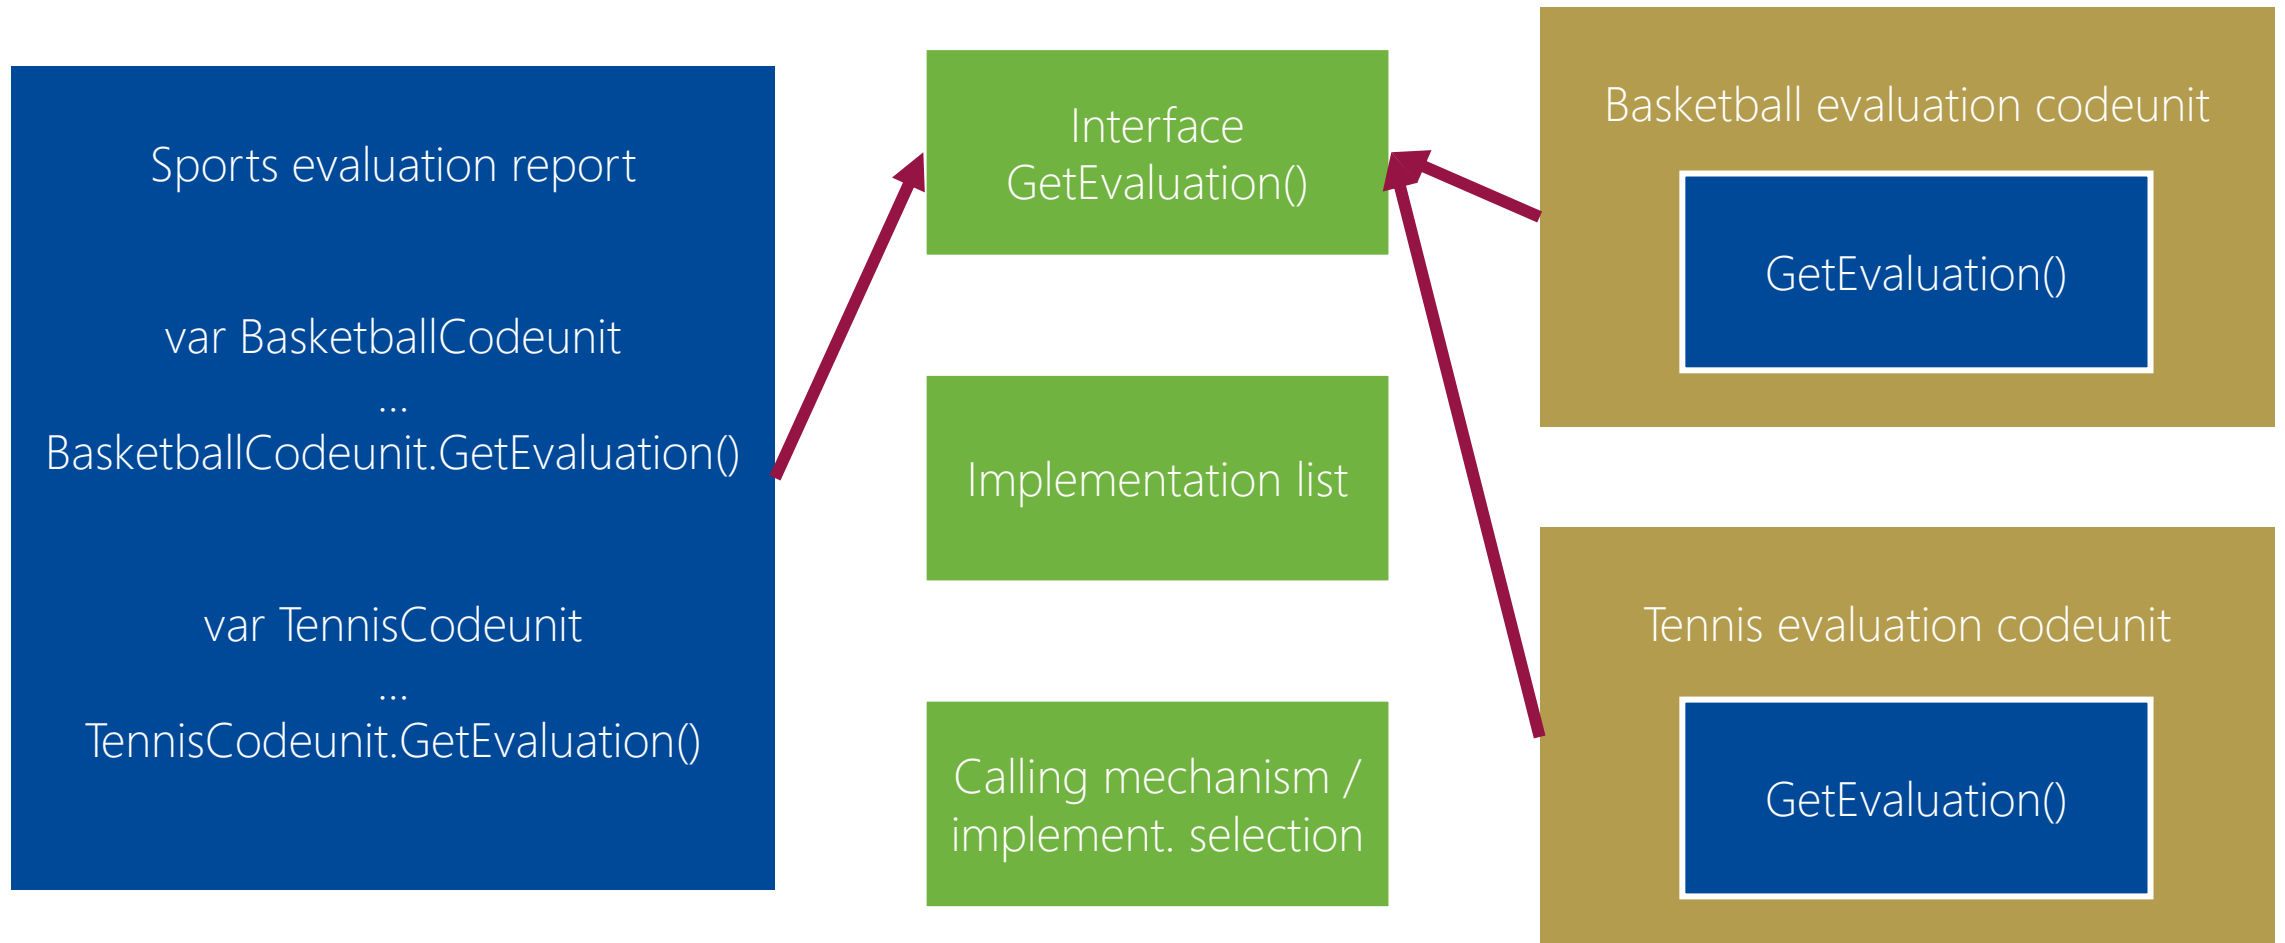 Sports evaluation report
var BasketballCodeunit
...
BasketballCodeunit.GetEvaluation()
var TennisCodeunit
...
TennisCodeunit.GetEvaluation()
Interface
GetEvaluation()
Implementation list
Calling mechanism /
implement. selection
Basketball evaluation codeunit
GetEvaluation()
Tennis evaluation codeunit
GetEvaluation()